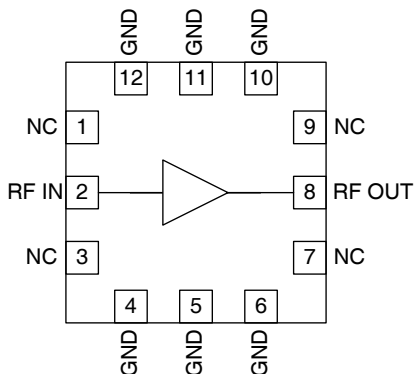 GND GND GND
12 11 10
NC 1 9 NC
RF IN 2 8 RF OUT
NC 3 7 NC
4 5 6
GND GND GND